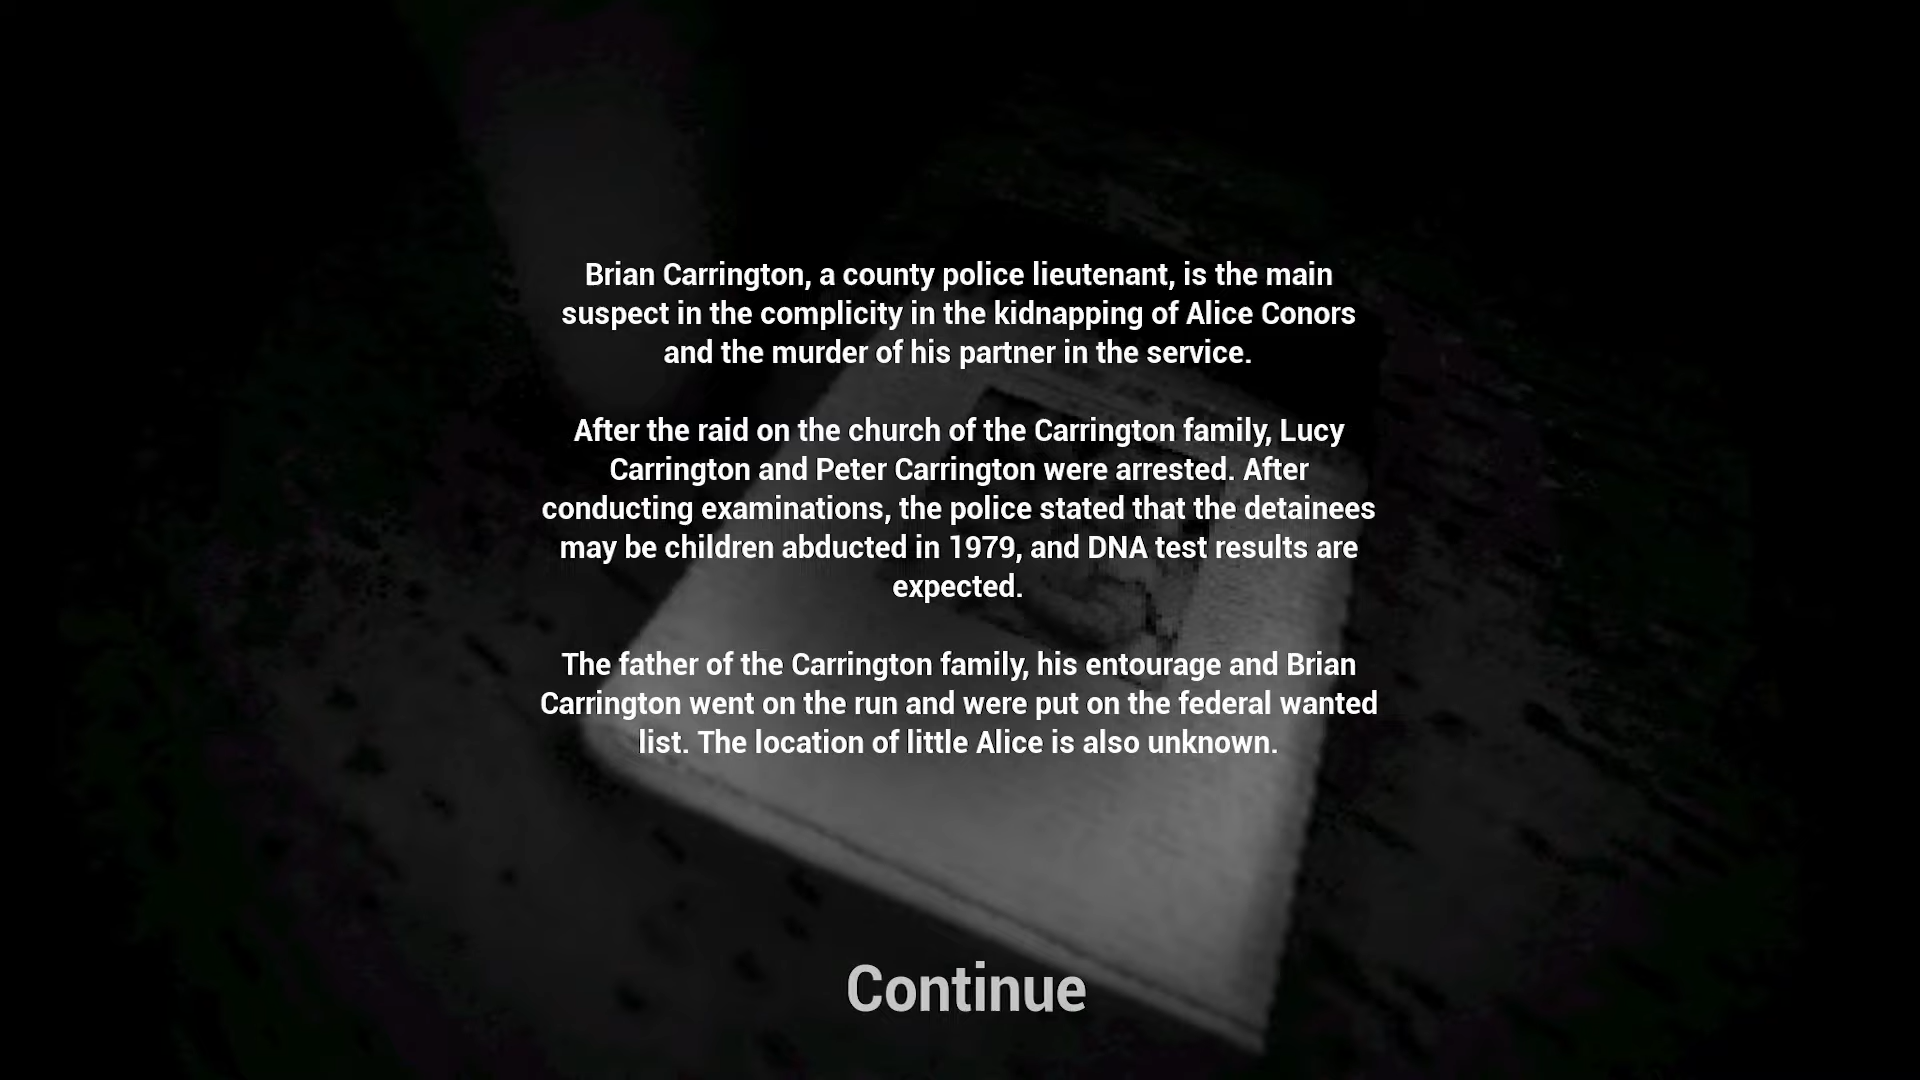 Brian Carrington, a county police lieutenant, is the main
suspect in the complicity in the kidnapping of Alice Conors
and the murder of his partner in the service.
After the raid on the church of the Carrington family, Lucy
Carrington and Peter Carrington were arrested. After
conducting examinations, the police stated that the detainees
may be children abducted in 1979, and DNA test results are
expected.
The father of the Carrington family, his entourage and Brian
Carrington went on the run and were put on the federal wanted
list. The location of little Alice is also unknown.
Continue